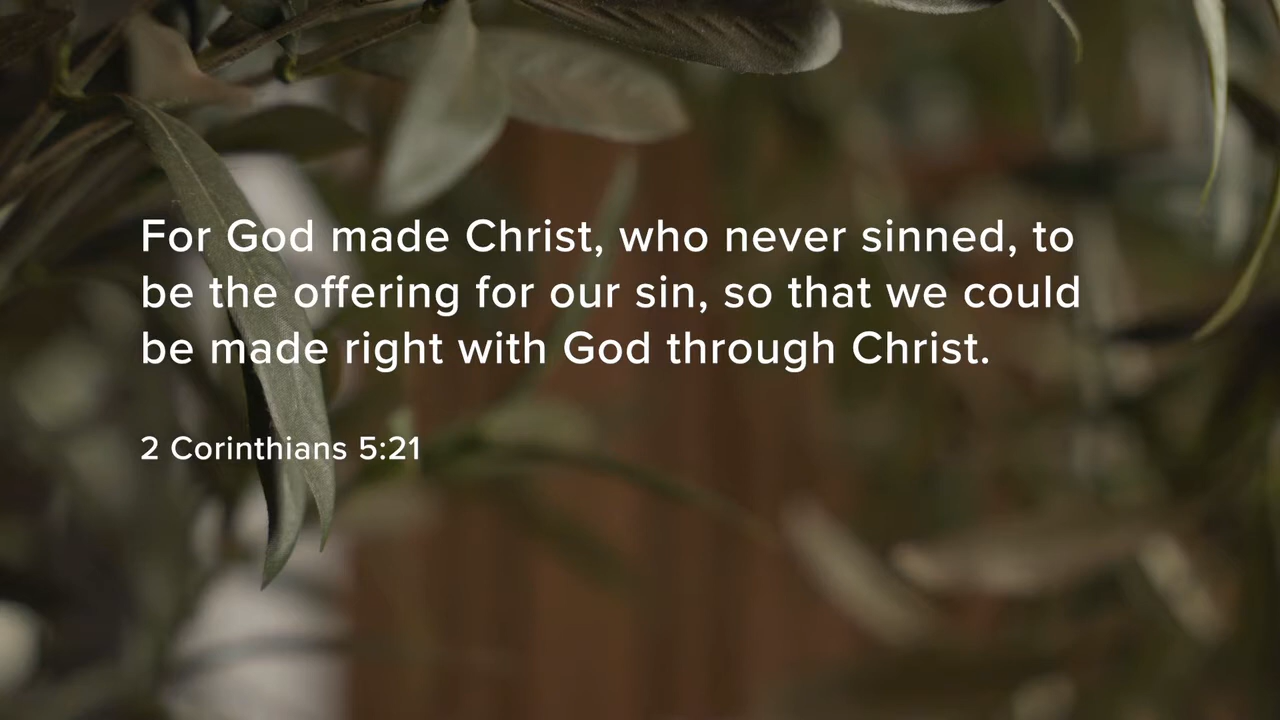 For God made Christ, who never sinned, to
be the offering for our sin, so that we could
be made right with God through Christ.
2 Corinthians 5:21